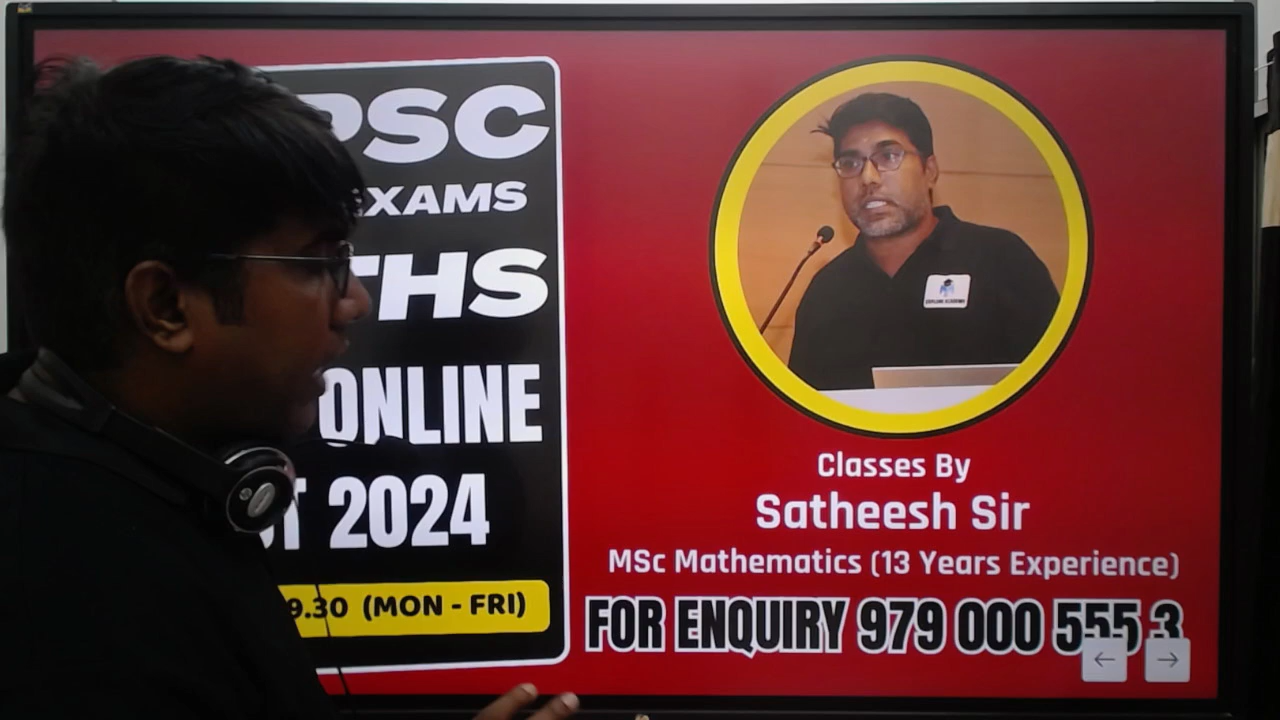 PSC
EXAMS
THS
ONLINE
2024
9.30 (MON - FRI)
Classes By
Satheesh Sir
MSc Mathematics (13 Years Experience)
FOR ENQUIRY 979 000 555 3